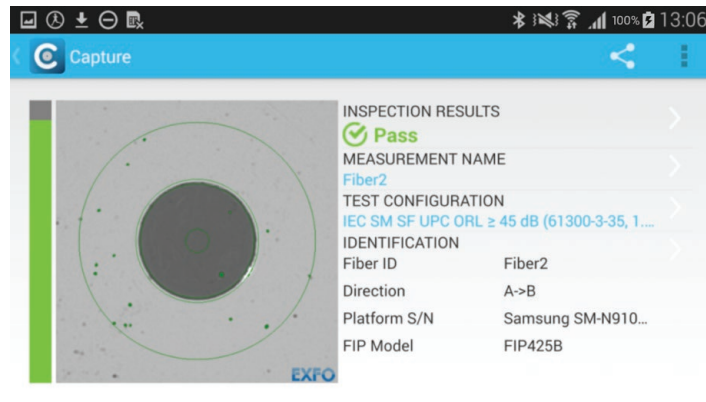 100% 13:06
Capture
INSPECTION RESULTS
Pass
MEASUREMENT NAME
Fiber2
TEST CONFIGURATION
IEC SM SF UPC ORL ≥ 45 dB (61300-3-35, 1....
IDENTIFICATION
Fiber ID Fiber2
Direction A->B
Platform S/N Samsung SM-N910...
FIP Model FIP425B
EXFO